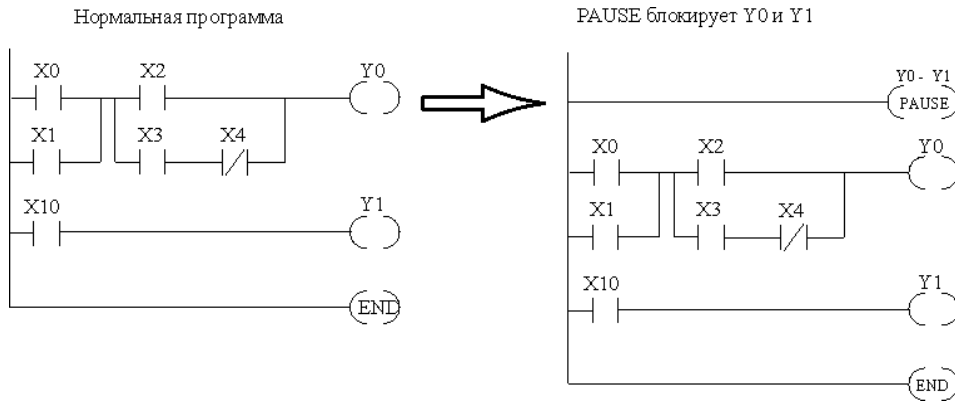 Нормальная программа
X0
X2
Y0
X1
X3
X4
X10
Y1
END
PAUSE блокирует Y0 и Y1
Y0 - Y1
PAUSE
X0
X2
Y0
X1
X3
X4
X10
Y1
END